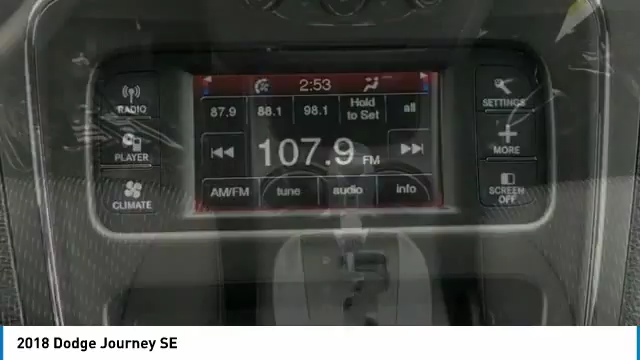 2:53
RADIO
PLAYER
CLIMATE
87.9
88.1
98.1
Hold
to Set
all
107.9 FM
AM/FM
tune
audio
info
SETTINGS
MORE
SCREEN
OFF
2018 Dodge Journey SE